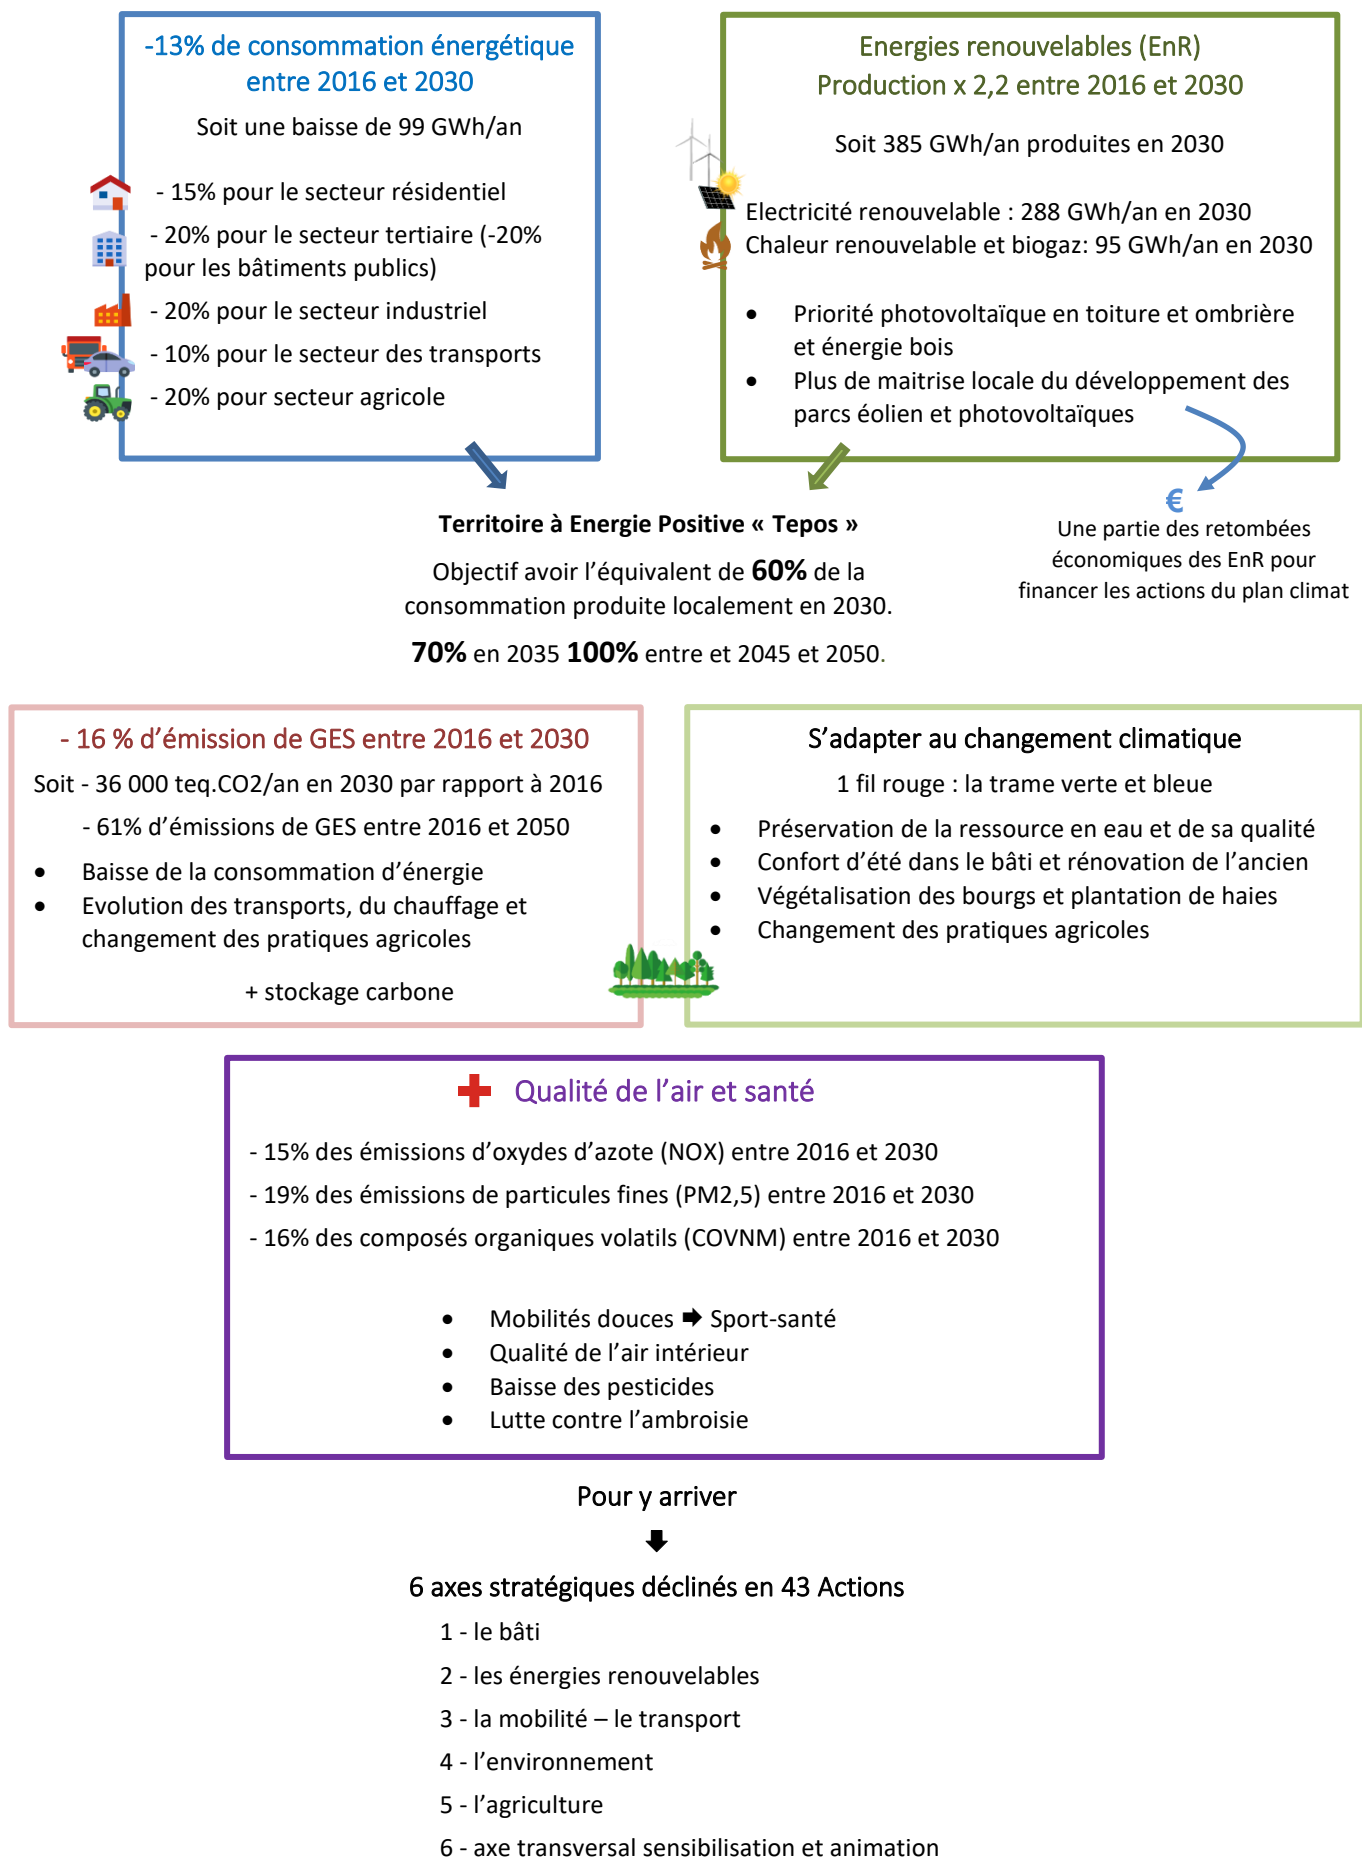 -13% de consommation énergétique
entre 2016 et 2030
Soit une baisse de 99 GWh/an
- 15% pour le secteur résidentiel
- 20% pour le secteur tertiaire (-20%
pour les bâtiments publics)
- 20% pour le secteur industriel
- 10% pour le secteur des transports
- 20% pour secteur agricole
Energies renouvelables (EnR)
Production x 2,2 entre 2016 et 2030
Soit 385 GWh/an produites en 2030
Electricité renouvelable : 288 GWh/an en 2030
Chaleur renouvelable et biogaz: 95 GWh/an en 2030
• Priorité photovoltaïque en toiture et ombrière
et énergie bois
• Plus de maitrise locale du développement des
parcs éolien et photovoltaïques
€
Une partie des retombées
économiques des EnR pour
financer les actions du plan climat
Territoire à Energie Positive « Tepos »
Objectif avoir l'équivalent de 60% de la
consommation produite localement en 2030.
70% en 2035 100% entre et 2045 et 2050.
- 16 % d'émission de GES entre 2016 et 2030
Soit - 36 000 teq.CO2/an en 2030 par rapport à 2016
- 61% d'émissions de GES entre 2016 et 2050
• Baisse de la consommation d'énergie
• Evolution des transports, du chauffage et
changement des pratiques agricoles
+ stockage carbone
S'adapter au changement climatique
1 fil rouge : la trame verte et bleue
• Préservation de la ressource en eau et de sa qualité
• Confort d'été dans le bâti et rénovation de l'ancien
• Végétalisation des bourgs et plantation de haies
• Changement des pratiques agricoles
Qualité de l'air et santé
- 15% des émissions d'oxydes d'azote (NOX) entre 2016 et 2030
- 19% des émissions de particules fines (PM2,5) entre 2016 et 2030
- 16% des composés organiques volatils (COVNM) entre 2016 et 2030
• Mobilités douces ➡ Sport-santé
• Qualité de l'air intérieur
• Baisse des pesticides
• Lutte contre l'ambroisie
Pour y arriver
6 axes stratégiques déclinés en 43 Actions
1 - le bâti
2 - les énergies renouvelables
3 - la mobilité – le transport
4 - l'environnement
5 - l'agriculture
6 - axe transversal sensibilisation et animation